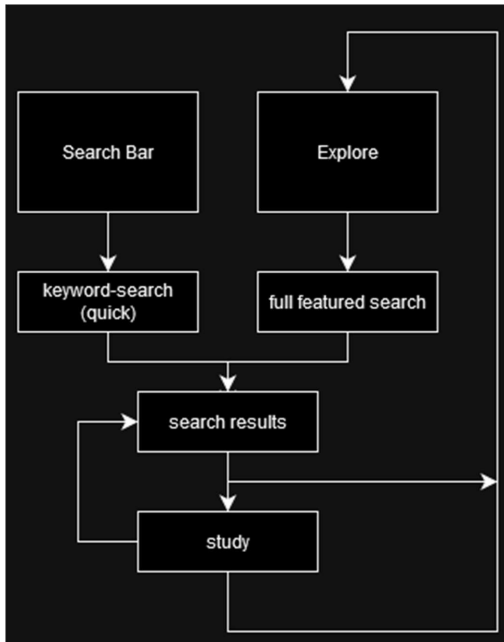 Search Bar
Explore
keyword-search
(quick)
full featured search
search results
study